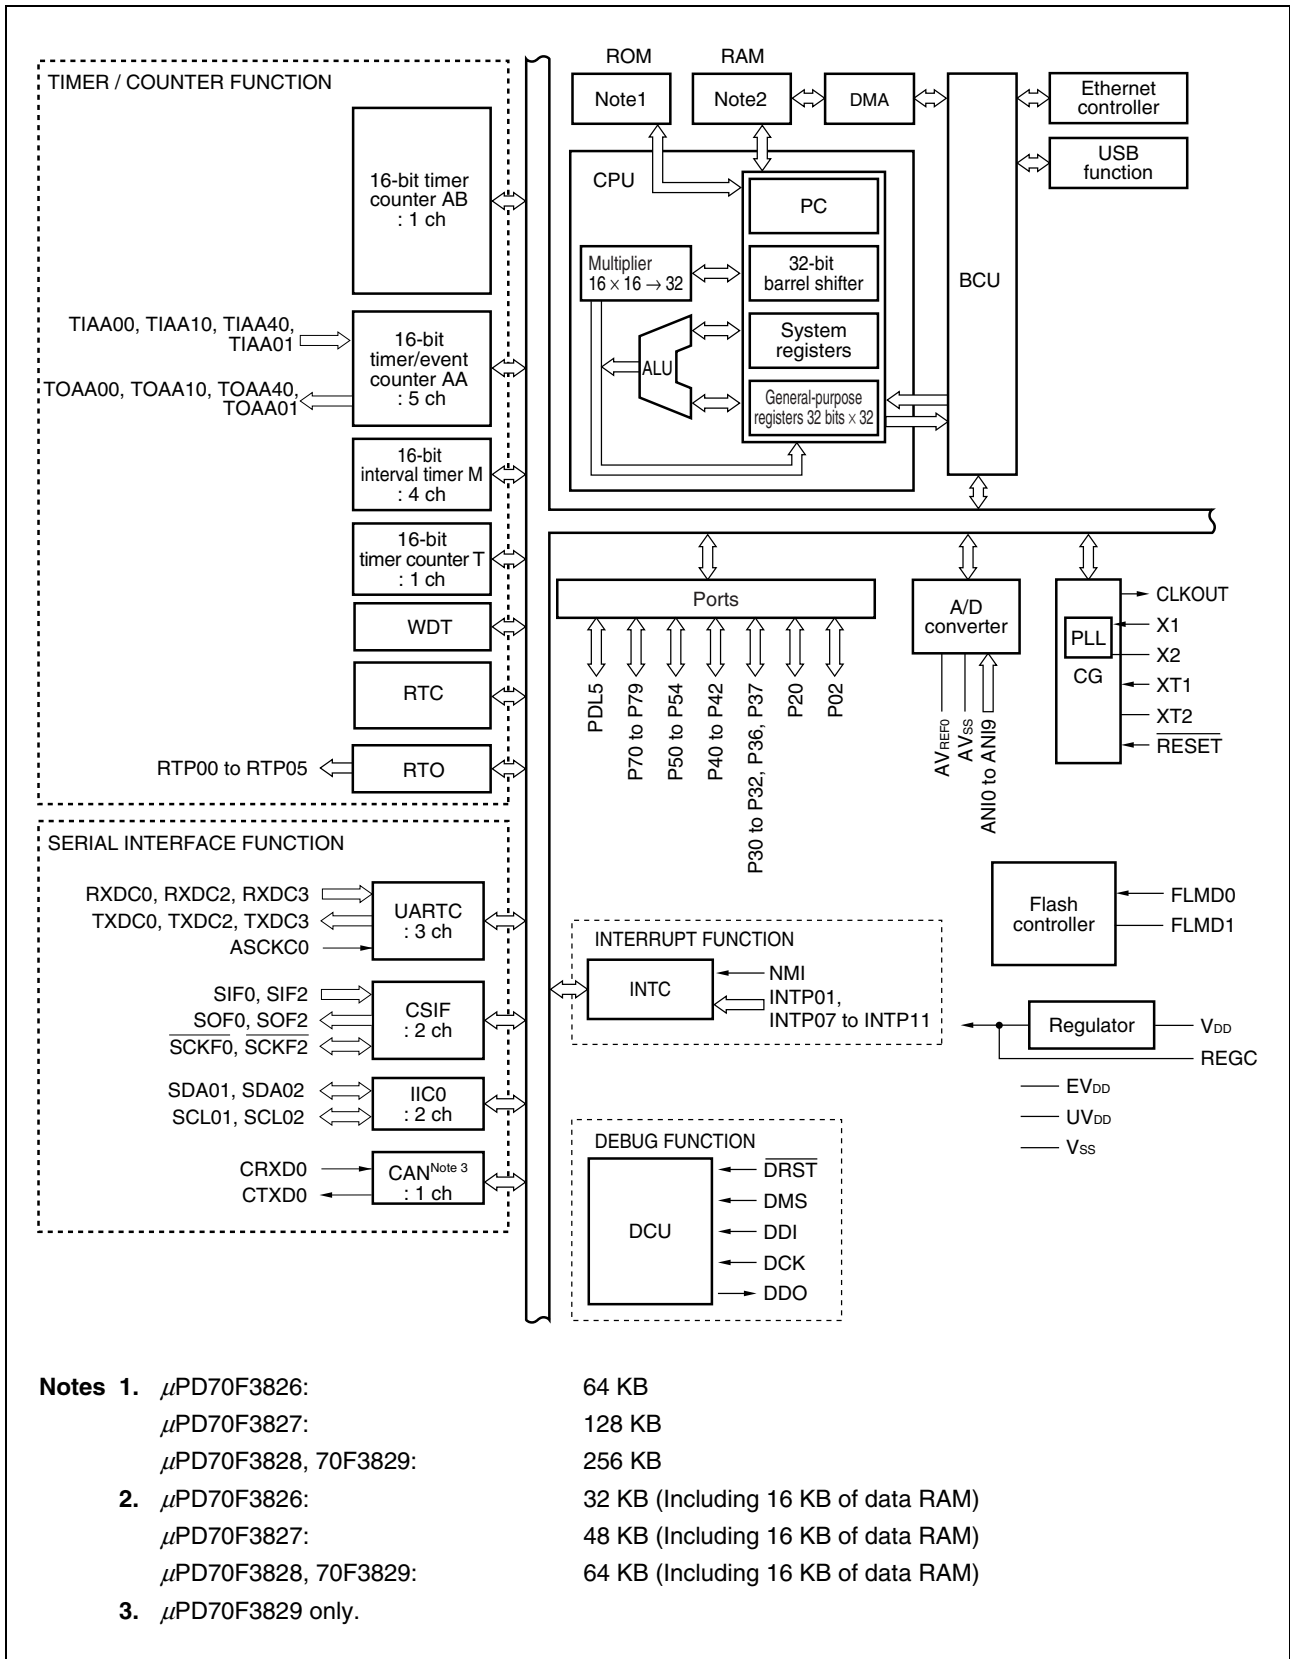 TIMER / COUNTER FUNCTION
16-bit timer
counter AB
: 1 ch
TIAA00, TIAA10, TIAA40,
TIAA01
TOAA00, TOAA10, TOAA40,
TOAA01
16-bit
timer/event
counter AA
: 5 ch
16-bit
interval timer M
: 4 ch
16-bit
timer counter T
: 1 ch
WDT
RTC
RTP00 to RTP05
RTO
SERIAL INTERFACE FUNCTION
RXDC0, RXDC2, RXDC3
TXDC0, TXDC2, TXDC3
ASCKC0
UARTC
: 3 ch
SIF0, SIF2
SOF0, SOF2
SCKF0, SCKF2
CSIF
: 2 ch
SDA01, SDA02
SCL01, SCL02
IIC0
: 2 ch
CRXD0
CTXD0
CAN Note 3
: 1 ch
ROM
Note1
RAM
Note2
DMA
BCU
Ethernet
controller
USB
function
CPU
PC
Multiplier
16 × 16 → 32
32-bit
barrel shifter
System
registers
ALU
General-purpose
registers 32 bits × 32
Ports
PDL5
P70 to P79
P50 to P54
P40 to P42
P30 to P32, P36, P37
P20
P02
A/D
converter
AVREF0
AVSS
ANI0 to ANI9
PLL
CG
CLKOUT
X1
X2
XT1
XT2
RESET
Flash
controller
FLMD0
FLMD1
INTERRUPT FUNCTION
INTC
NMI
INTP01,
INTP07 to INTP11
Regulator
VDD
REGC
EVDD
UVDD
VSS
DEBUG FUNCTION
DCU
DRST
DMS
DDI
DCK
DDO
Notes 1. μPD70F3826: 64 KB
μPD70F3827: 128 KB
μPD70F3828, 70F3829: 256 KB
2. μPD70F3826: 32 KB (Including 16 KB of data RAM)
μPD70F3827: 48 KB (Including 16 KB of data RAM)
μPD70F3828, 70F3829: 64 KB (Including 16 KB of data RAM)
3. μPD70F3829 only.